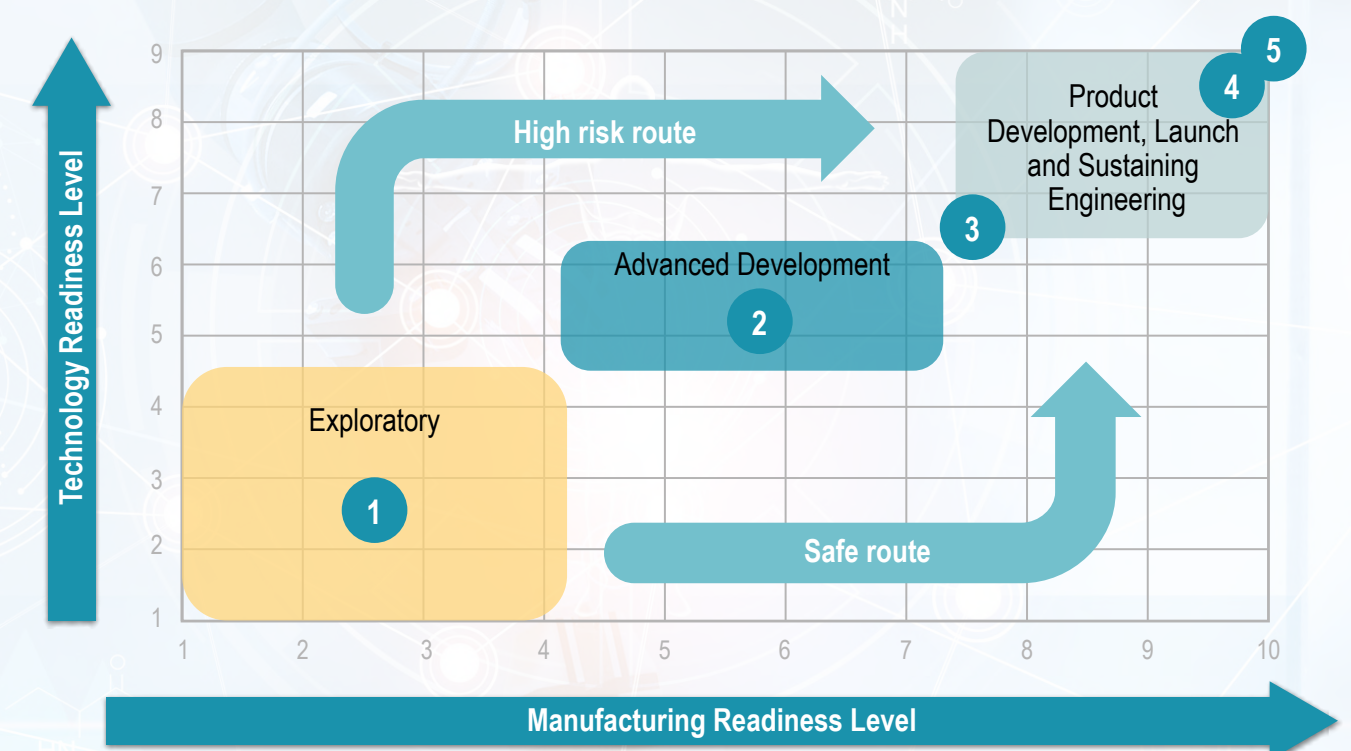 9
8
7
6
5
4
3
2
1
Technology Readiness Level
High risk route
5
4
Product
Development, Launch
and Sustaining
Engineering
3
Advanced Development
2
Exploratory
1
Safe route
1 2 3 4 5 6 7 8 9 10
Manufacturing Readiness Level